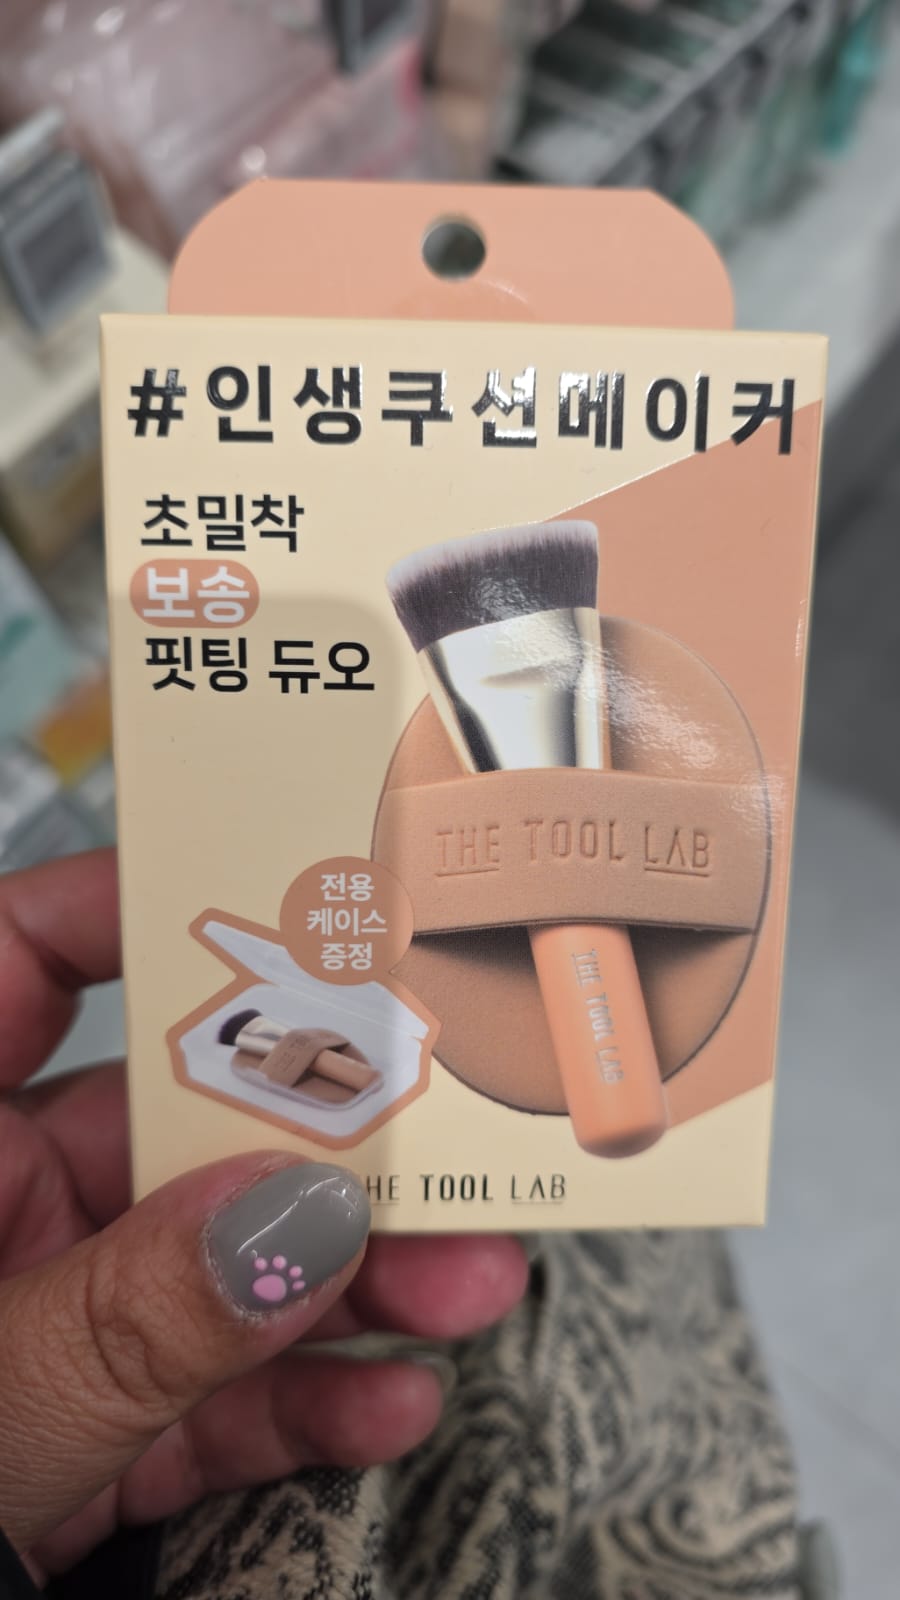 #인생쿠션메이커
초밀착
보송
핏팅 듀오
THE TOOL LAB
THE TOOL LAB
전용
케이스
증정
HE TOOL LAB